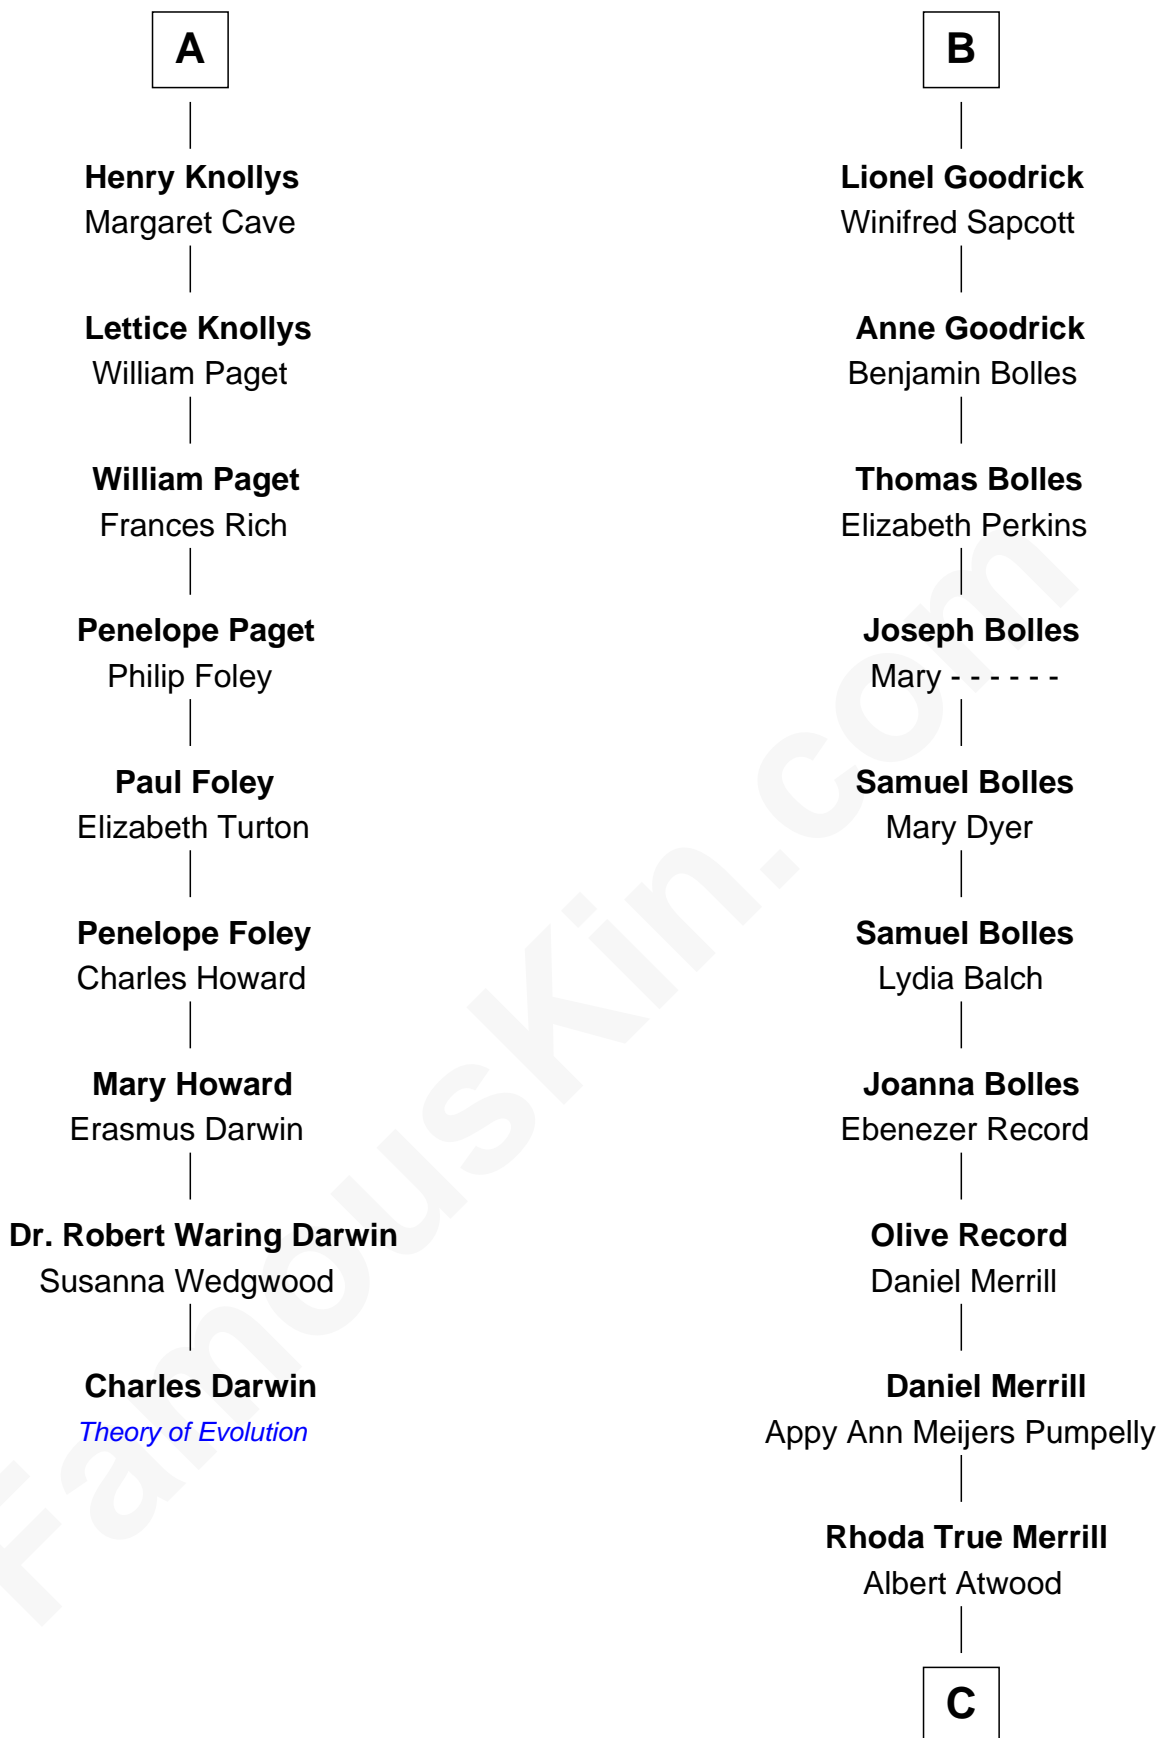 A
Henry Knollys
Margaret Cave
Lettice Knollys
William Paget
William Paget
Frances Rich
Penelope Paget
Philip Foley
Paul Foley
Elizabeth Turton
Penelope Foley
Charles Howard
Mary Howard
Erasmus Darwin
Dr. Robert Waring Darwin
Susanna Wedgwood
Charles Darwin
Theory of Evolution
B
Lionel Goodrick
Winifred Sapcott
Anne Goodrick
Benjamin Bolles
Thomas Bolles
Elizabeth Perkins
Joseph Bolles
Mary - - - - - -
Samuel Bolles
Mary Dyer
Samuel Bolles
Lydia Balch
Joanna Bolles
Ebenezer Record
Olive Record
Daniel Merrill
Daniel Merrill
Appy Ann Meijers Pumpelly
Rhoda True Merrill
Albert Atwood
C
FamousKin.com